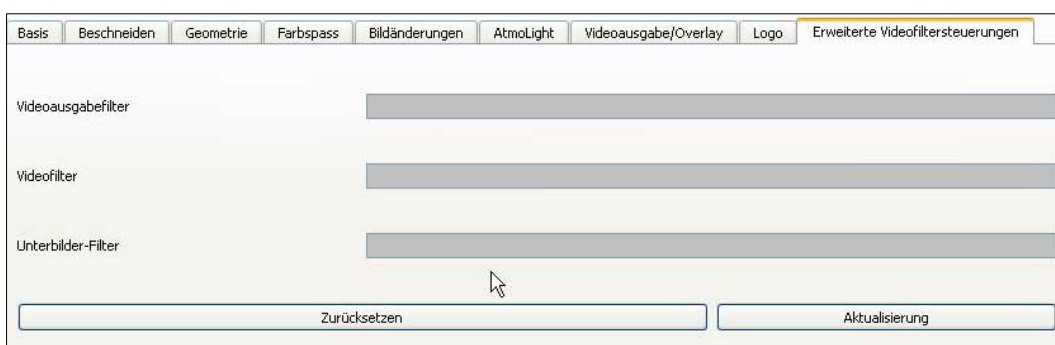 Basis Beschneiden Geometrie Farbspass Bildänderungen AtmoLight Videoausgabe/Overlay Logo Erweiterte Videofiltersteuerungen
Videoausgabefilter
Videofilter
Unterbilder-Filter
Zurücksetzen Aktualisierung